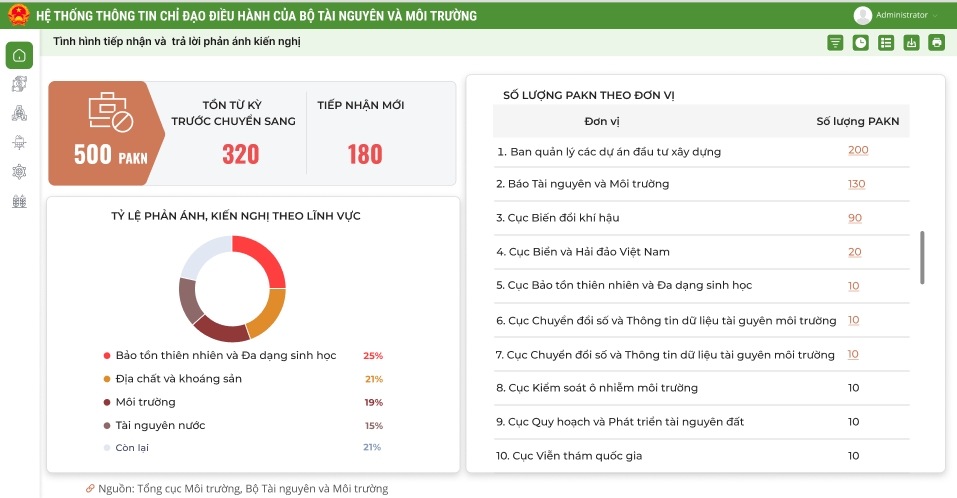 HỆ THỐNG THÔNG TIN CHỈ ĐẠO ĐIỀU HÀNH CỦA BỘ TÀI NGUYÊN VÀ MÔI TRƯỜNG
Administrator
Tình hình tiếp nhận và trả lời phản ánh kiến nghị
500 PAKN
TỒN TỪ KỲ
TRƯỚC CHUYỂN SANG
320
TIẾP NHẬN MỚI
180
TỶ LỆ PHẢN ÁNH, KIẾN NGHỊ THEO LĨNH VỰC
Bảo tồn thiên nhiên và Đa dạng sinh học 25%
Địa chất và khoáng sản 21%
Môi trường 19%
Tài nguyên nước 15%
Còn lại 21%
SỐ LƯỢNG PAKN THEO ĐƠN VỊ
Đơn vị Số lượng PAKN
1. Ban quản lý các dự án đầu tư xây dựng 200
2. Báo Tài nguyên và Môi trường 130
3. Cục Biến đổi khí hậu 90
4. Cục Biển và Hải đảo Việt Nam 20
5. Cục Bảo tồn thiên nhiên và Đa dạng sinh học 10
6. Cục Chuyển đổi số và Thông tin dữ liệu tài guyên môi trường 10
7. Cục Chuyển đổi số và Thông tin dữ liệu tài guyên môi trường 10
8. Cục Kiểm soát ô nhiễm môi trường 10
9. Cục Quy hoạch và Phát triển tài nguyên đất 10
10. Cục Viễn thám quốc gia 10
Nguồn: Tổng cục Môi trường, Bộ Tài nguyên và Môi trường